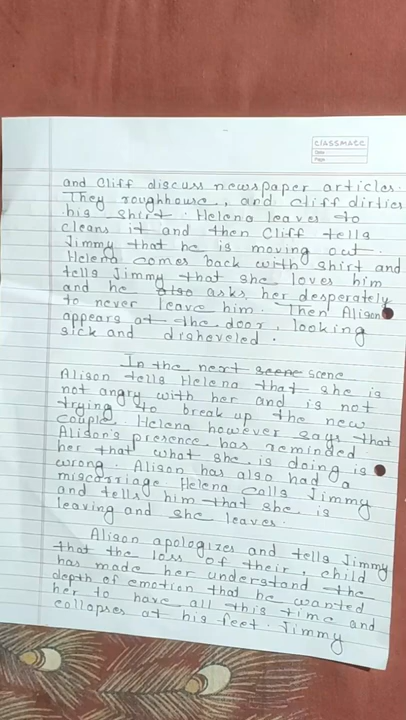 CLASSMATE
Date
Page
and Cliff discuss newspaper articles.
They roughhouse, and cliff dirties
his shirt. Helena leaves to
cleans it and then Cliff tells
Jimmy that he is moving out.
Helena comes back with shirt and
tells Jimmy that she loves him
and he also asks her desperately
to never leave him. Then Alison
appears at the door, looking
sick and disheveled.
In the next scene scene
Alison tells Helena that she is
not angry with her and is not
trying to break up the new
couple. Helena however says that
Alison's presence has reminded
her that what she is doing is
wrong. Alison has also had a
miscarriage. Helena calls Jimmy
and tells him that she is
leaving and she leaves.
Alison apologizes and tells Jimmy
that the loss of their, child
has made her understand the
depth of emotion that he wanted
her to have all this time and
collapses at his feet. Jimmy